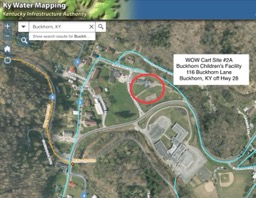 Ky Water Mapping
Kentucky Infrastructure Authority
Buckhorn, KY
Show search results for Buckh...
WOW Cart Site #2A
Buckhorn Children's Facility
116 Buckhorn Lane
Buckhorn, KY off Hwy 28